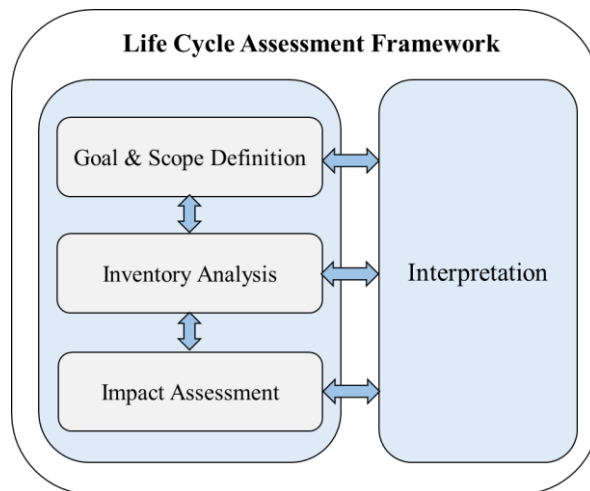 Life Cycle Assessment Framework
Goal & Scope Definition
Inventory Analysis
Interpretation
Impact Assessment